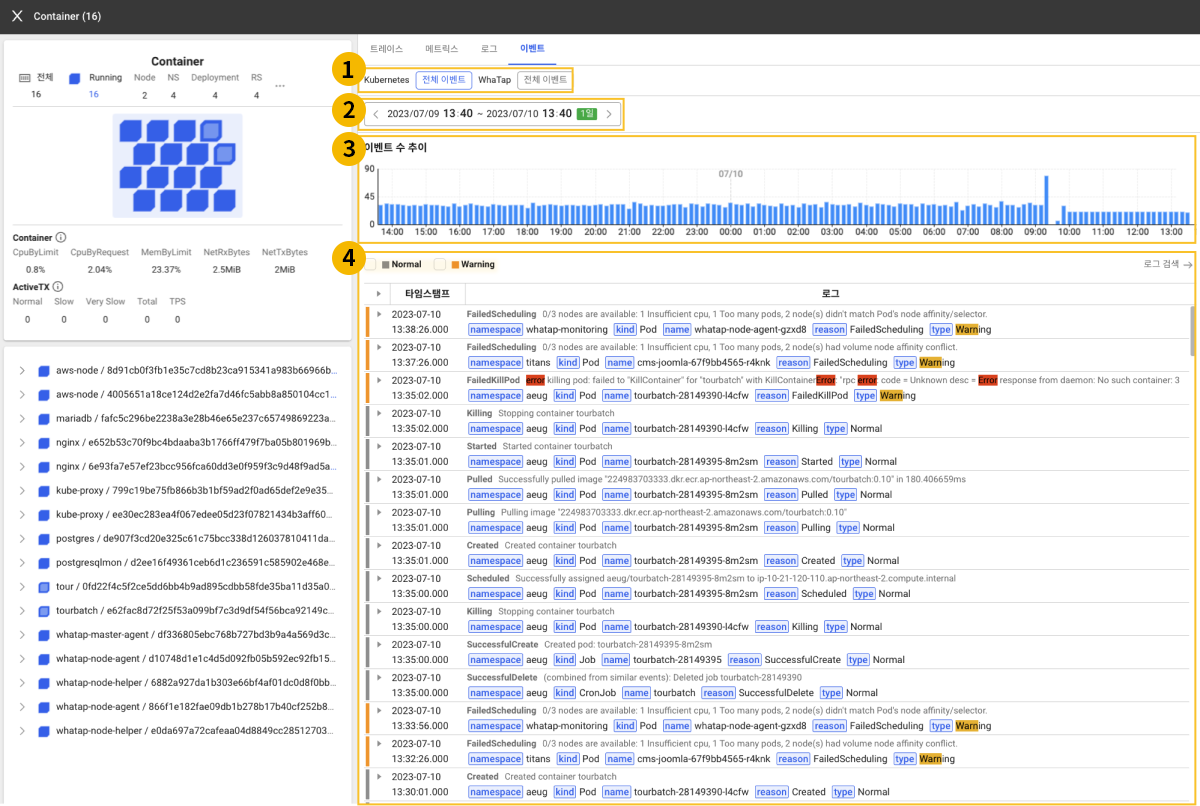 Container (16)
Container
전체 Running Node NS Deployment RS ...
16 16 2 4 4 4
Container
CpuByLimit CpuByRequest MemByLimit NetRxBytes NetTxBytes
0.8% 2.04% 23.37% 2.5MiB 2MiB
ActiveTX
Normal Slow Very Slow Total TPS
0 0 0 0 0
aws-node / 8d91cb0f3fb1e35c7cd8b23ca915341a983b66966b...
aws-node / 4005651a18ce124d2e2fa7d46fc5abb8a850104cc1...
mariadb / fafc5c296be2238a3e28b46e65e237c65749869223a...
nginx / e652b53c70f9bc4bdaaba3b1766ff479f7ba05b801969b...
nginx / 6e93fa7e57ef23bcc956fca60dd3e0f959f3c9d48f9ad5a...
kube-proxy / 799c19be75fb866b3b1bf59ad2f0ad65def2e9e35...
kube-proxy / ee30ec283ea4f067edee05d23f07821434b3aff60...
postgres / de907f3cd20e325c61c75bcc338d126037810411da...
postgresqlmon / d2ee16f49361ceb6d1c236591c585902e468e...
tour / 0fd22f4c5f2ce5dd6bb4b9ad895cdbb58fde35ba11d35a0...
tourbatch / e62fac8d72f25f53a099bf7c3d9df54f56bca92149c...
whatap-master-agent / df336805ebc768b727bd3b9a4a569d3c...
whatap-node-agent / d10748d1e1c4d5d092fb05b592ec92fb15...
whatap-node-helper / 6882a927da1b303e66bf4af01dc0d8f0bb...
whatap-node-agent / 866f1e182fae09db1b278b17b40cf252b8...
whatap-node-helper / e0da697a72cafeaa04d8849cc28512703...
트레이스 메트릭스 로그 이벤트
1 Kubernetes 전체 이벤트 WhaTap 전체 이벤트
2 2023/07/09 13:40 ~ 2023/07/10 13:40 1일
3 이벤트 수 추이
90
45
0
07/10
14:00 15:00 16:00 17:00 18:00 19:00 20:00 21:00 22:00 23:00 00:00 01:00 02:00 03:00 04:00 05:00 06:00 07:00 08:00 09:00 10:00 11:00 12:00 13:00
4 Normal Warning 로그 검색 →
타임스탬프 로그
2023-07-10 FailedScheduling 0/3 nodes are available: 1 Insufficient cpu, 1 Too many pods, 2 node(s) didn't match Pod's node affinity/selector.
13:38:26.000 namespace whatap-monitoring kind Pod name whatap-node-agent-gzxd8 reason FailedScheduling type Warning
2023-07-10 FailedScheduling 0/3 nodes are available: 1 Insufficient cpu, 1 Too many pods, 2 node(s) had volume node affinity conflict.
13:37:26.000 namespace titans kind Pod name cms-joomla-67f9bb4565-r4knk reason FailedScheduling type Warning
2023-07-10 FailedKillPod error killing pod: failed to "KillContainer" for "tourbatch" with KillContainerError: "rpc error: code = Unknown desc = Error response from daemon: No such container: 3
13:35:02.000 namespace aeug kind Pod name tourbatch-28149390-l4cfw reason FailedKillPod type Warning
2023-07-10 Killing Stopping container tourbatch
13:35:02.000 namespace aeug kind Pod name tourbatch-28149390-l4cfw reason Killing type Normal
2023-07-10 Started Started container tourbatch
13:35:01.000 namespace aeug kind Pod name tourbatch-28149395-8m2sm reason Started type Normal
2023-07-10 Pulled Successfully pulled image "224983703333.dkr.ecr.ap-northeast-2.amazonaws.com/tourbatch:0.10" in 180.406659ms
13:35:01.000 namespace aeug kind Pod name tourbatch-28149395-8m2sm reason Pulled type Normal
2023-07-10 Pulling Pulling image "224983703333.dkr.ecr.ap-northeast-2.amazonaws.com/tourbatch:0.10"
13:35:01.000 namespace aeug kind Pod name tourbatch-28149395-8m2sm reason Pulling type Normal
2023-07-10 Created Created container tourbatch
13:35:01.000 namespace aeug kind Pod name tourbatch-28149395-8m2sm reason Created type Normal
2023-07-10 Scheduled Successfully assigned aeug/tourbatch-28149395-8m2sm to ip-10-21-120-110.ap-northeast-2.compute.internal
13:35:00.000 namespace aeug kind Pod name tourbatch-28149395-8m2sm reason Scheduled type Normal
2023-07-10 Killing Stopping container tourbatch
13:35:00.000 namespace aeug kind Pod name tourbatch-28149390-l4cfw reason Killing type Normal
2023-07-10 SuccessfulCreate Created pod: tourbatch-28149395-8m2sm
13:35:00.000 namespace aeug kind Job name tourbatch-28149395 reason SuccessfulCreate type Normal
2023-07-10 SuccessfulDelete (combined from similar events): Deleted job tourbatch-28149390
13:35:00.000 namespace aeug kind CronJob name tourbatch reason SuccessfulDelete type Normal
2023-07-10 FailedScheduling 0/3 nodes are available: 1 Insufficient cpu, 1 Too many pods, 2 node(s) didn't match Pod's node affinity/selector.
13:33:56.000 namespace whatap-monitoring kind Pod name whatap-node-agent-gzxd8 reason FailedScheduling type Warning
2023-07-10 FailedScheduling 0/3 nodes are available: 1 Insufficient cpu, 1 Too many pods, 2 node(s) had volume node affinity conflict.
13:32:26.000 namespace titans kind Pod name cms-joomla-67f9bb4565-r4knk reason FailedScheduling type Warning
2023-07-10 Created Created container tourbatch
13:30:01.000 namespace aeug kind Pod name tourbatch-28149390-l4cfw reason Created type Normal